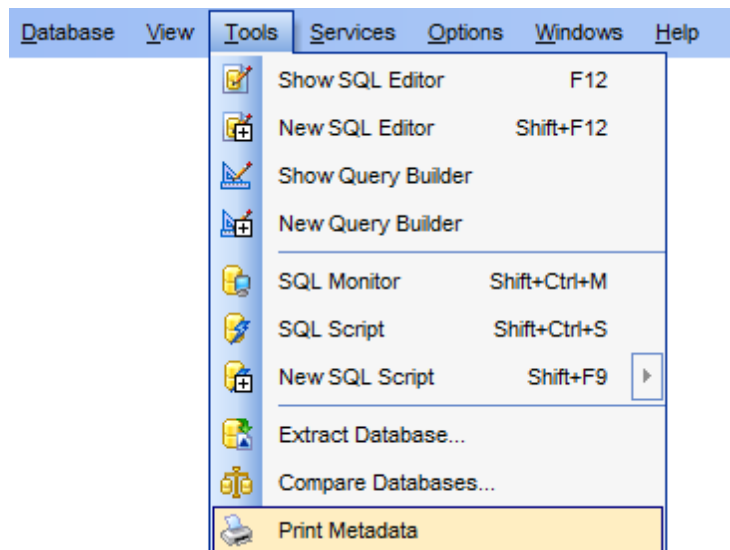 Database View Tools Services Options Windows Help
Show SQL Editor F12
New SQL Editor Shift+F12
Show Query Builder
New Query Builder
SQL Monitor Shift+Ctrl+M
SQL Script Shift+Ctrl+S
New SQL Script Shift+F9
Extract Database...
Compare Databases...
Print Metadata